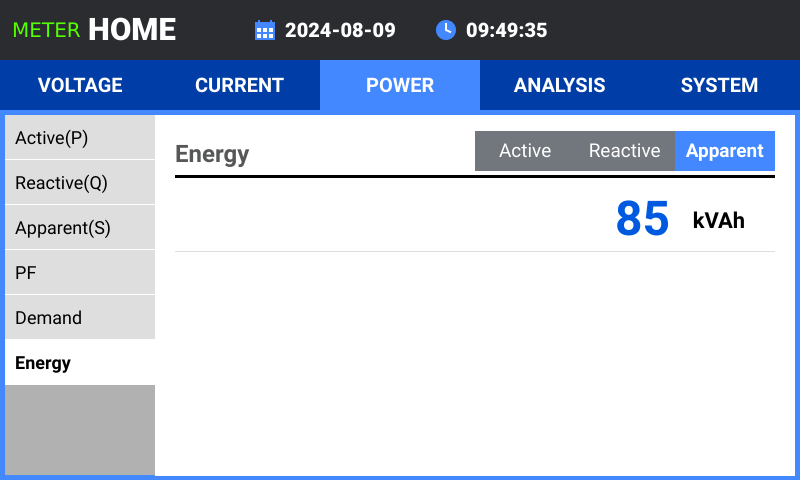 METER HOME 2024-08-09 09:49:35
VOLTAGE CURRENT POWER ANALYSIS SYSTEM
Active(P)
Reactive(Q)
Apparent(S)
PF
Demand
Energy
Energy Active Reactive Apparent
85 kVAh